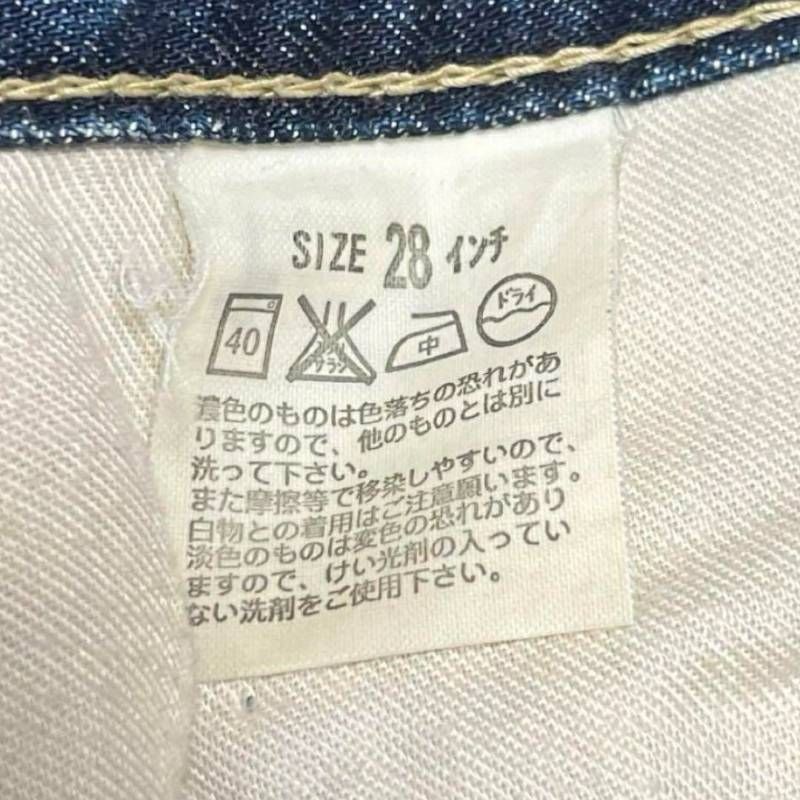 SIZE 28 インチ
40 サラシ 中 ドライ
濃色のものは色落ちの恐れがあ
りますので、他のものとは別に
洗って下さい。
また摩擦等で移染しやすいので、
白物との着用はご注意願います。
淡色のものは変色の恐れがあり
ますので、けい光剤の入ってい
ない洗剤をご使用下さい。